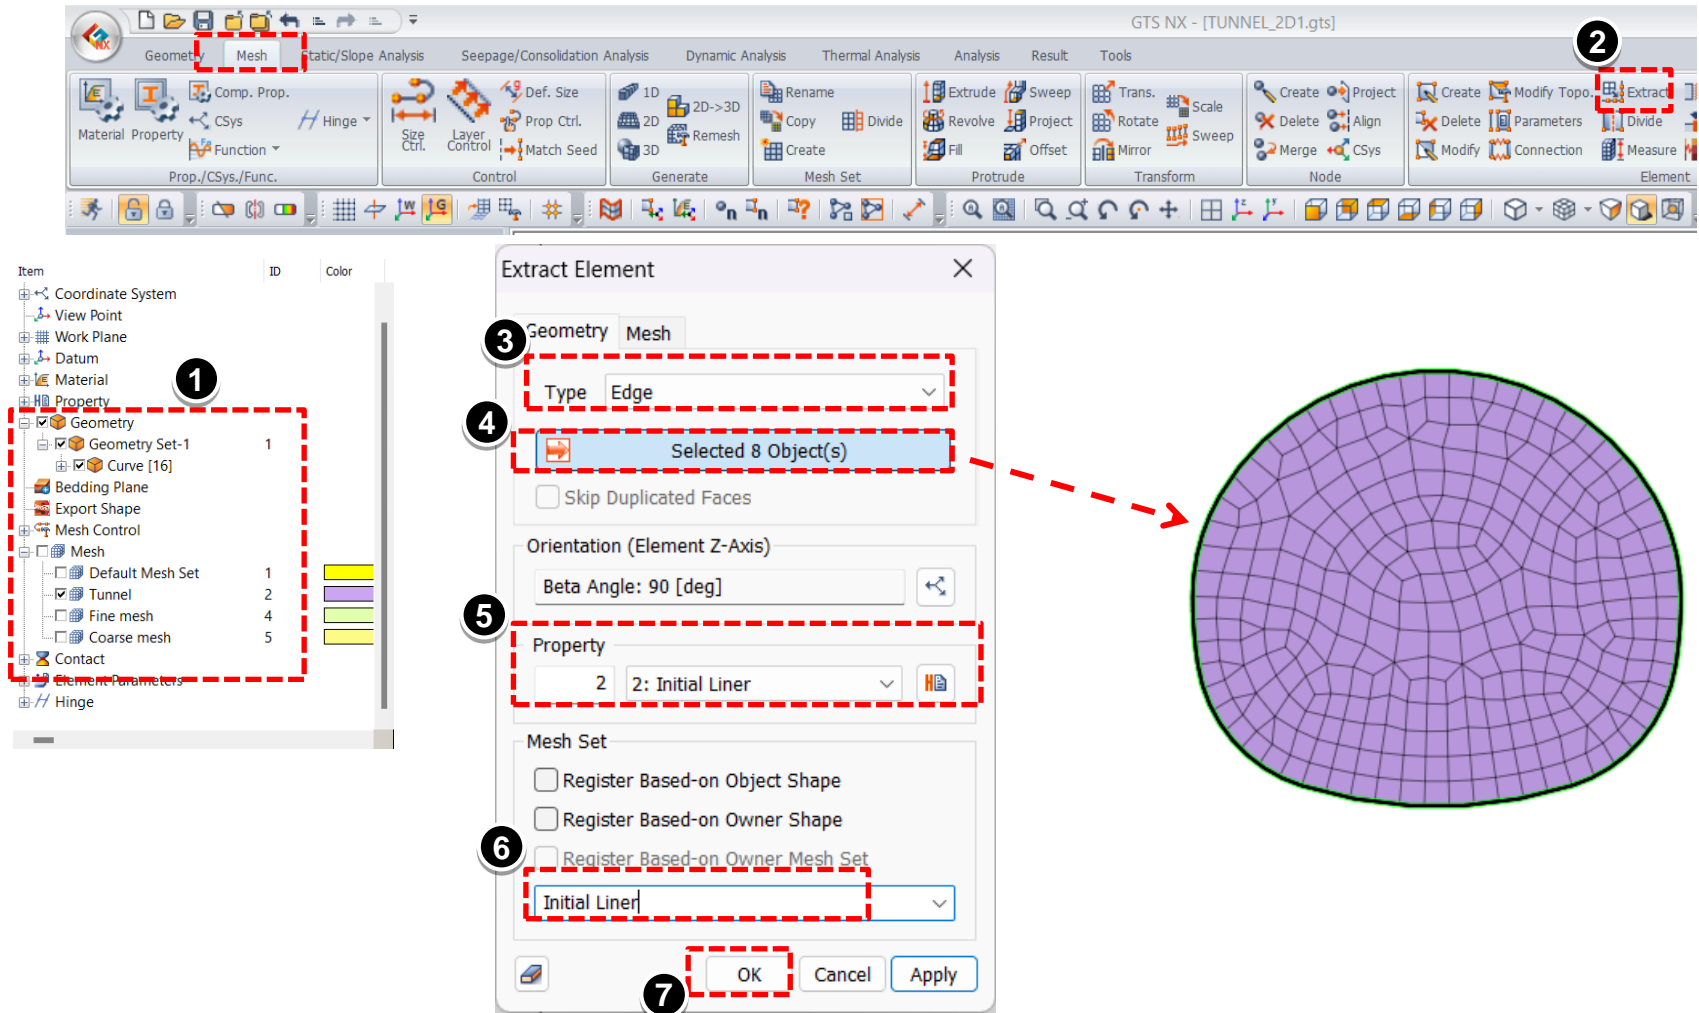 GTS NX - [TUNNEL_2D1.gts]
2
Geometry Mesh Static/Slope Analysis Seepage/Consolidation Analysis Dynamic Analysis Thermal Analysis Analysis Result Tools
Material Property
Comp. Prop.
CSys
Function
Hinge
Prop./CSys./Func.
Size Ctrl.
Layer Control
Def. Size
Prop Ctrl.
Match Seed
Control
1D
2D
3D
2D->3D
Remesh
Generate
Rename
Copy Divide
Create
Mesh Set
Extrude Sweep
Revolve Project
Fill Offset
Protrude
Trans.
Rotate
Mirror
Scale
Sweep
Transform
Create Project
Delete Align
Merge CSys
Node
Create Modify Topo. Extract
Delete Parameters Divide
Modify Connection Measure
Element
Item ID Color
Coordinate System
View Point
Work Plane
Datum
Material
Property
1
Geometry
Geometry Set-1 1
Curve [16]
Bedding Plane
Export Shape
Mesh Control
Mesh
Default Mesh Set 1
Tunnel 2
Fine mesh 4
Coarse mesh 5
Contact
Element Parameters
Hinge
Extract Element
Geometry Mesh
3
Type Edge
4
Selected 8 Object(s)
Skip Duplicated Faces
Orientation (Element Z-Axis)
Beta Angle: 90 [deg]
5
Property
2 2: Initial Liner
Mesh Set
Register Based-on Object Shape
Register Based-on Owner Shape
6
Register Based-on Owner Mesh Set
Initial Liner
7
OK Cancel Apply